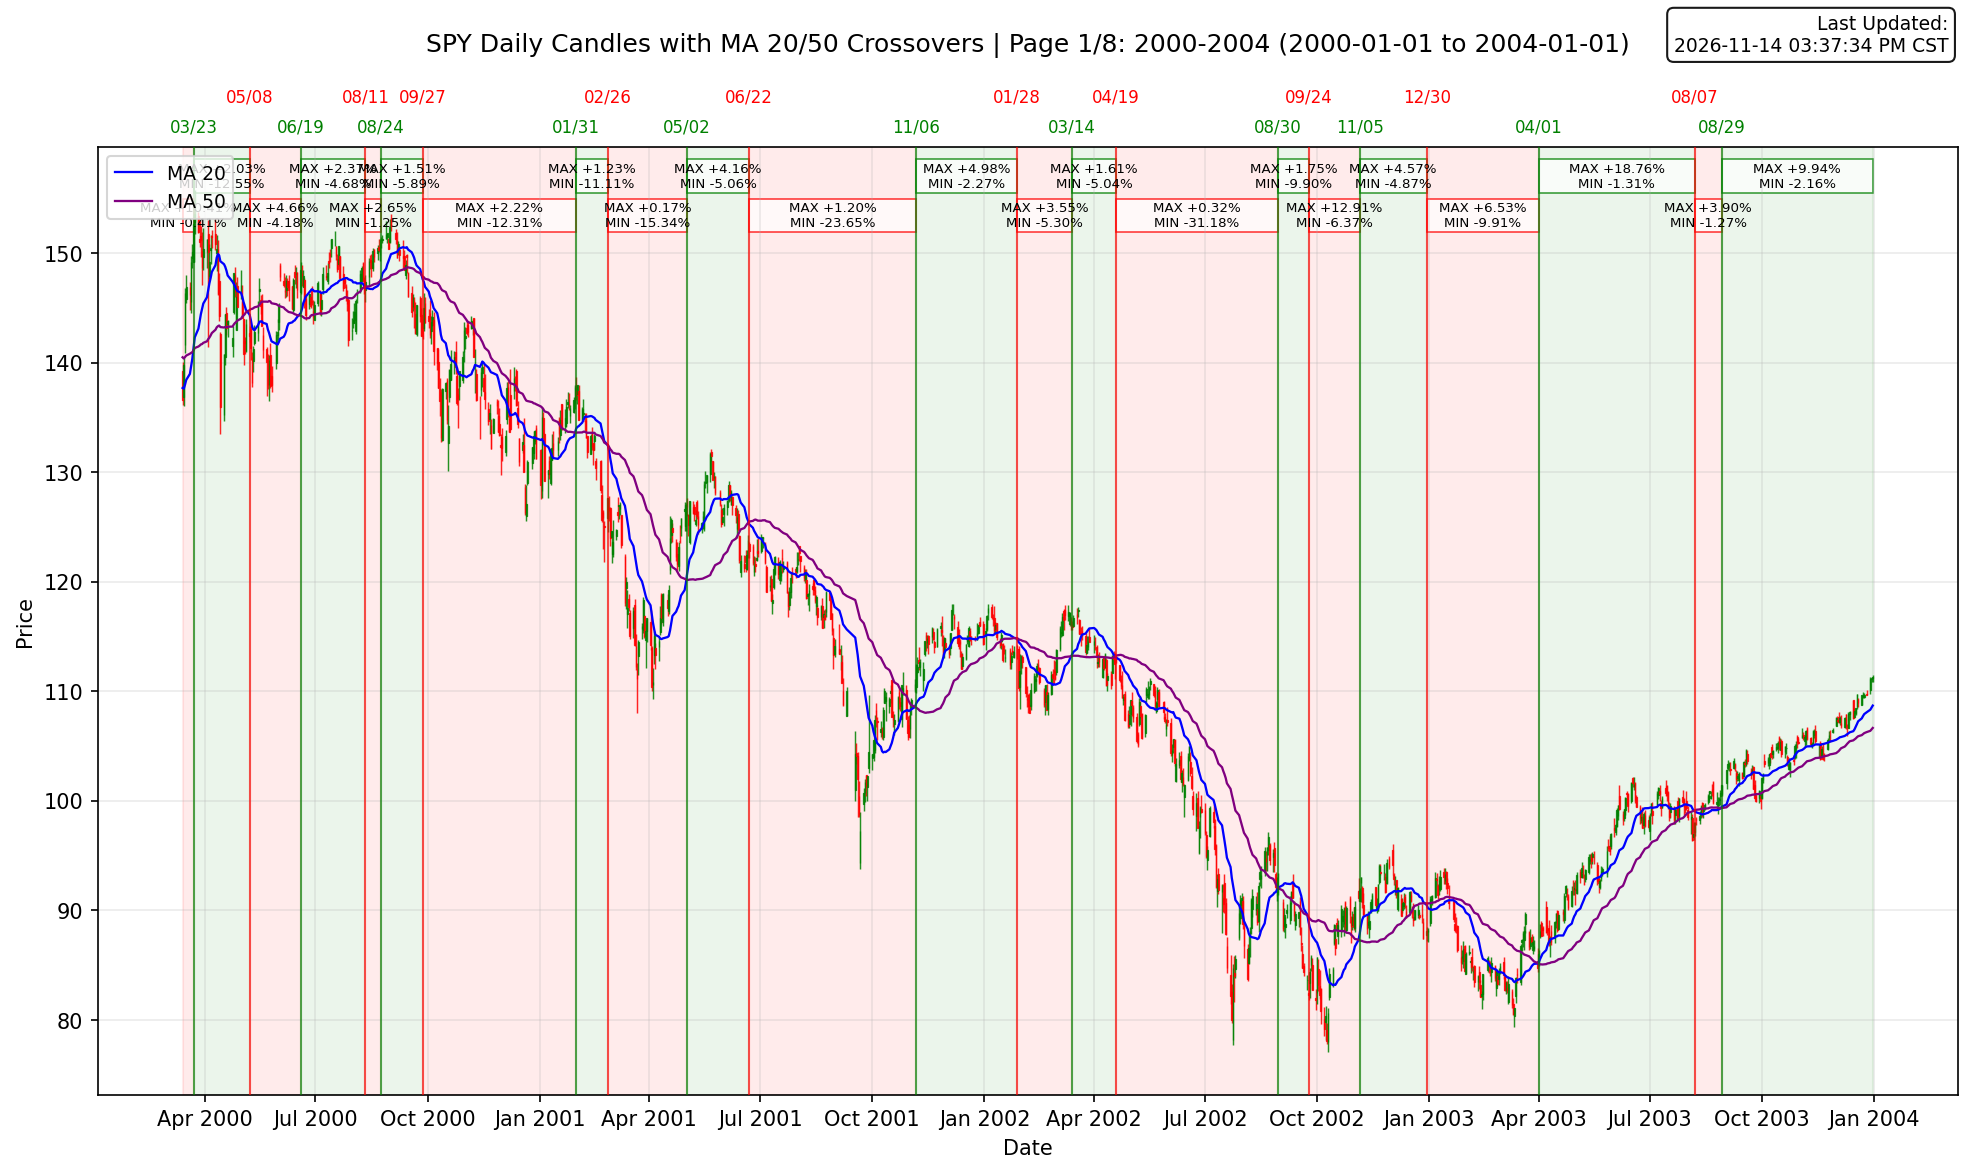 SPY Daily Candles with MA 20/50 Crossovers | Page 1/8: 2000-2004 (2000-01-01 to 2004-01-01)
Last Updated:
2026-11-14 03:37:34 PM CST
05/08 08/11 09/27 02/26 06/22 01/28 04/19 09/24 12/30 08/07
03/23 06/19 08/24 01/31 05/02 11/06 03/14 08/30 11/05 04/01 08/29
MA 20
MA 50
MAX +2.37% MAX +1.51% MAX +1.23% MAX +4.16% MAX +4.98% MAX +1.61% MAX +1.75% MAX +4.57% MAX +18.76% MAX +9.94%
MIN -4.68% MIN -5.89% MIN -11.11% MIN -5.06% MIN -2.27% MIN -5.04% MIN -9.90% MIN -4.87% MIN -1.31% MIN -2.16%
MAX +4.66% MAX +2.65% MAX +2.22% MAX +0.17% MAX +1.20% MAX +3.55% MAX +0.32% MAX +12.91% MAX +6.53% MAX +3.90%
MIN -0.41% MIN -4.18% MIN -1.25% MIN -12.31% MIN -15.34% MIN -23.65% MIN -5.30% MIN -31.18% MIN -6.37% MIN -9.91% MIN -1.27%
150
140
130
120
110
100
90
80
Price
Apr 2000 Jul 2000 Oct 2000 Jan 2001 Apr 2001 Jul 2001 Oct 2001 Jan 2002 Apr 2002 Jul 2002 Oct 2002 Jan 2003 Apr 2003 Jul 2003 Oct 2003 Jan 2004
Date